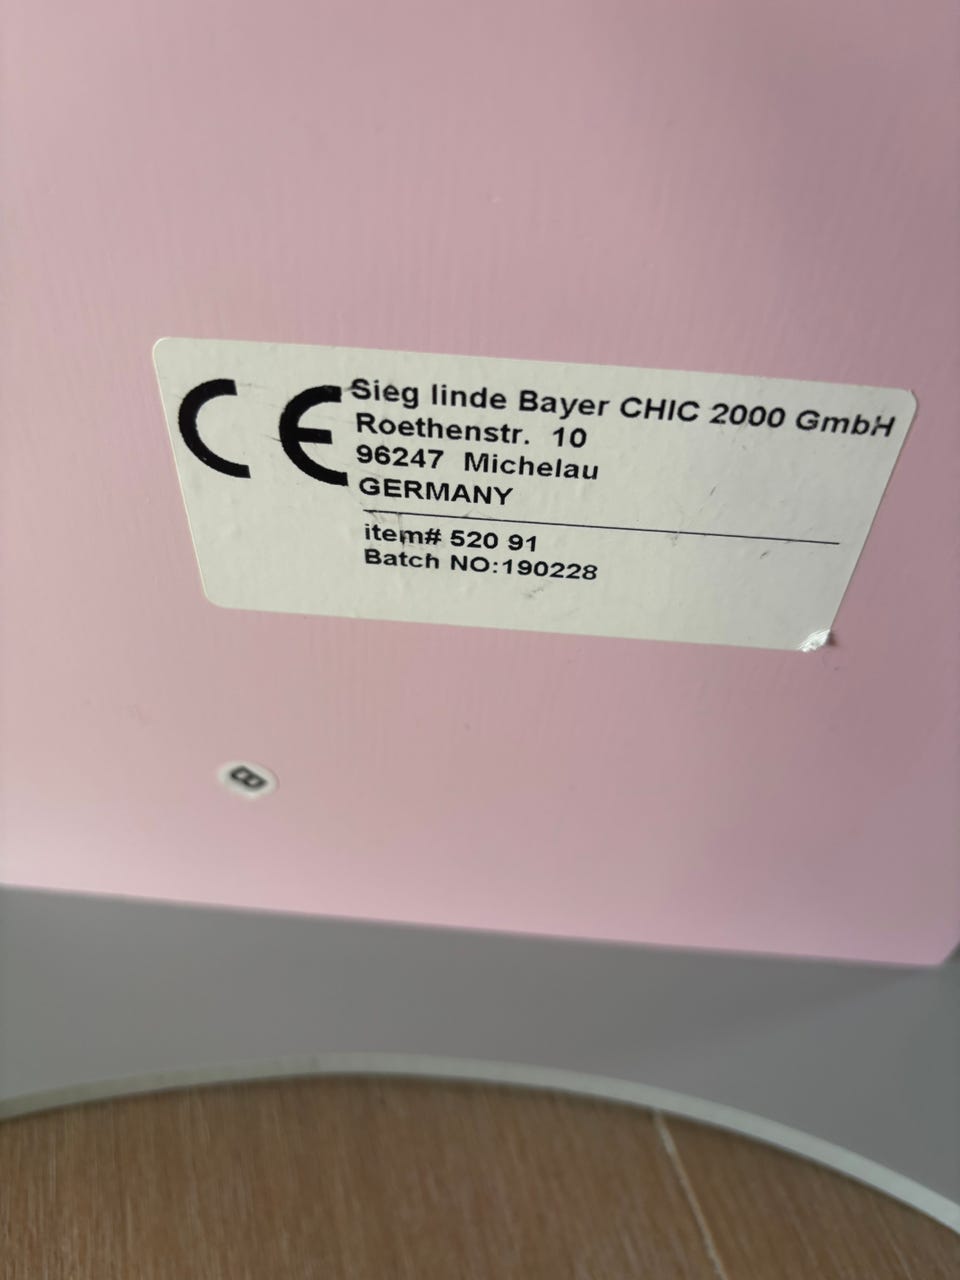 CE
Sieg linde Bayer CHIC 2000 GmbH
Roethenstr. 10
96247 Michelau
GERMANY
item# 520 91
Batch NO:190228
B